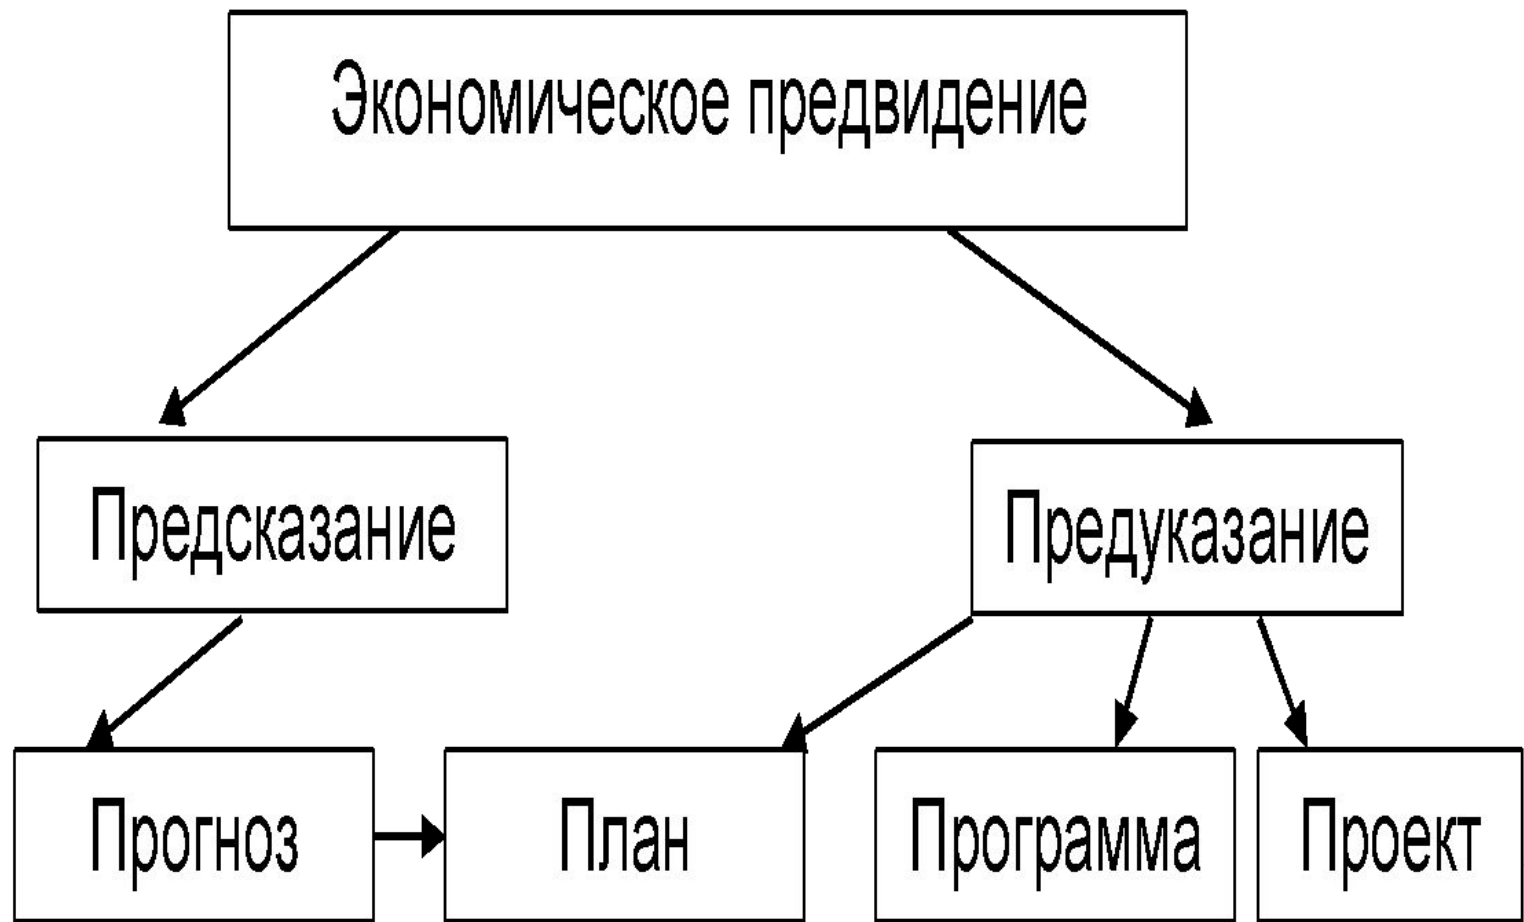 Экономическое предвидение
Предсказание
Предуказание
Прогноз
План
Программа
Проект